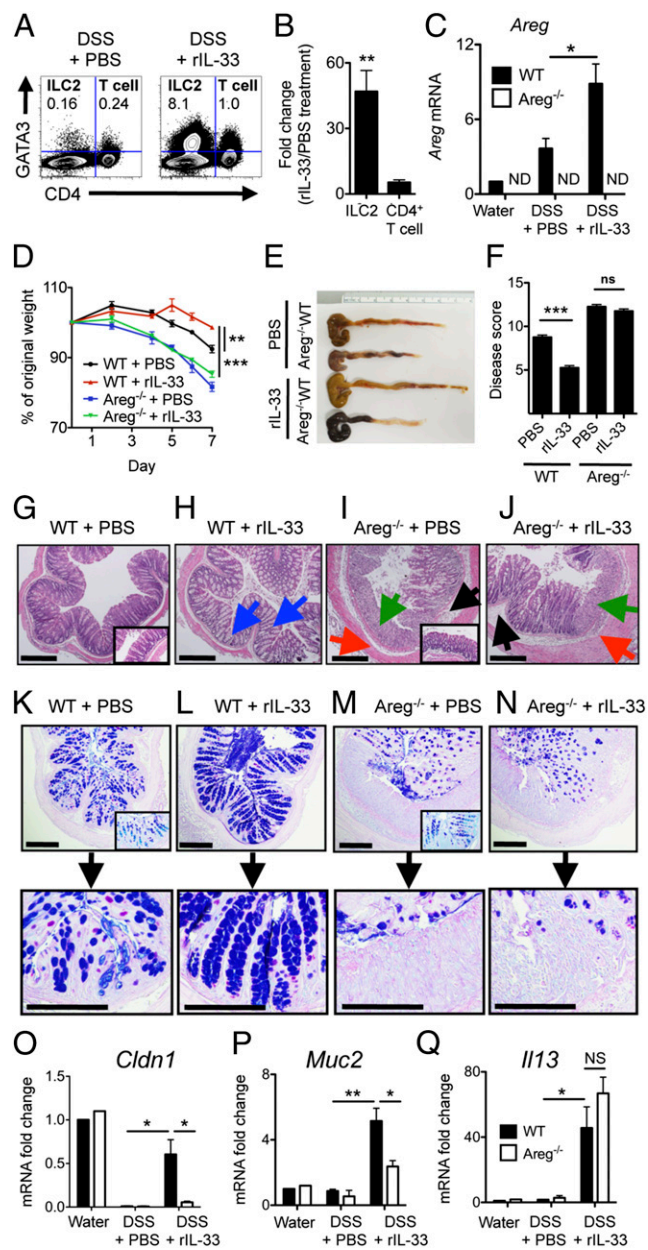 A
DSS
+ PBS
DSS
+ rIL-33
ILC2
0.16
T cell
0.24
ILC2
8.1
T cell
1.0
GATA3
CD4
B
Fold change
(rIL-33/PBS treatment)
60
30
0
**
ILC2
CD4+
T cell
C
Areg
Areg mRNA
12
6
0
*
WT
Areg-/-
ND
ND
ND
Water
DSS
+ PBS
DSS
+ rIL-33
D
% of original weight
100
90
70
**
***
WT + PBS
WT + rIL-33
Areg-/- + PBS
Areg-/- + rIL-33
1 3 5 7
Day
E
PBS
Areg-/- WT
rIL-33
Areg-/- WT
F
Disease score
15
10
5
0
***
ns
PBS
rIL-33
PBS
rIL-33
WT
Areg-/-
G
WT + PBS
H
WT + rIL-33
I
Areg-/- + PBS
J
Areg-/- + rIL-33
K
WT + PBS
L
WT + rIL-33
M
Areg-/- + PBS
N
Areg-/- + rIL-33
O
Cldn1
mRNA fold change
1.5
1.0
0.5
0.0
*
*
Water
DSS
+ PBS
DSS
+ rIL-33
P
Muc2
mRNA fold change
8
4
0
**
*
Water
DSS
+ PBS
DSS
+ rIL-33
Q
Il13
mRNA fold change
80
40
0
*
NS
WT
Areg-/-
Water
DSS
+ PBS
DSS
+ rIL-33